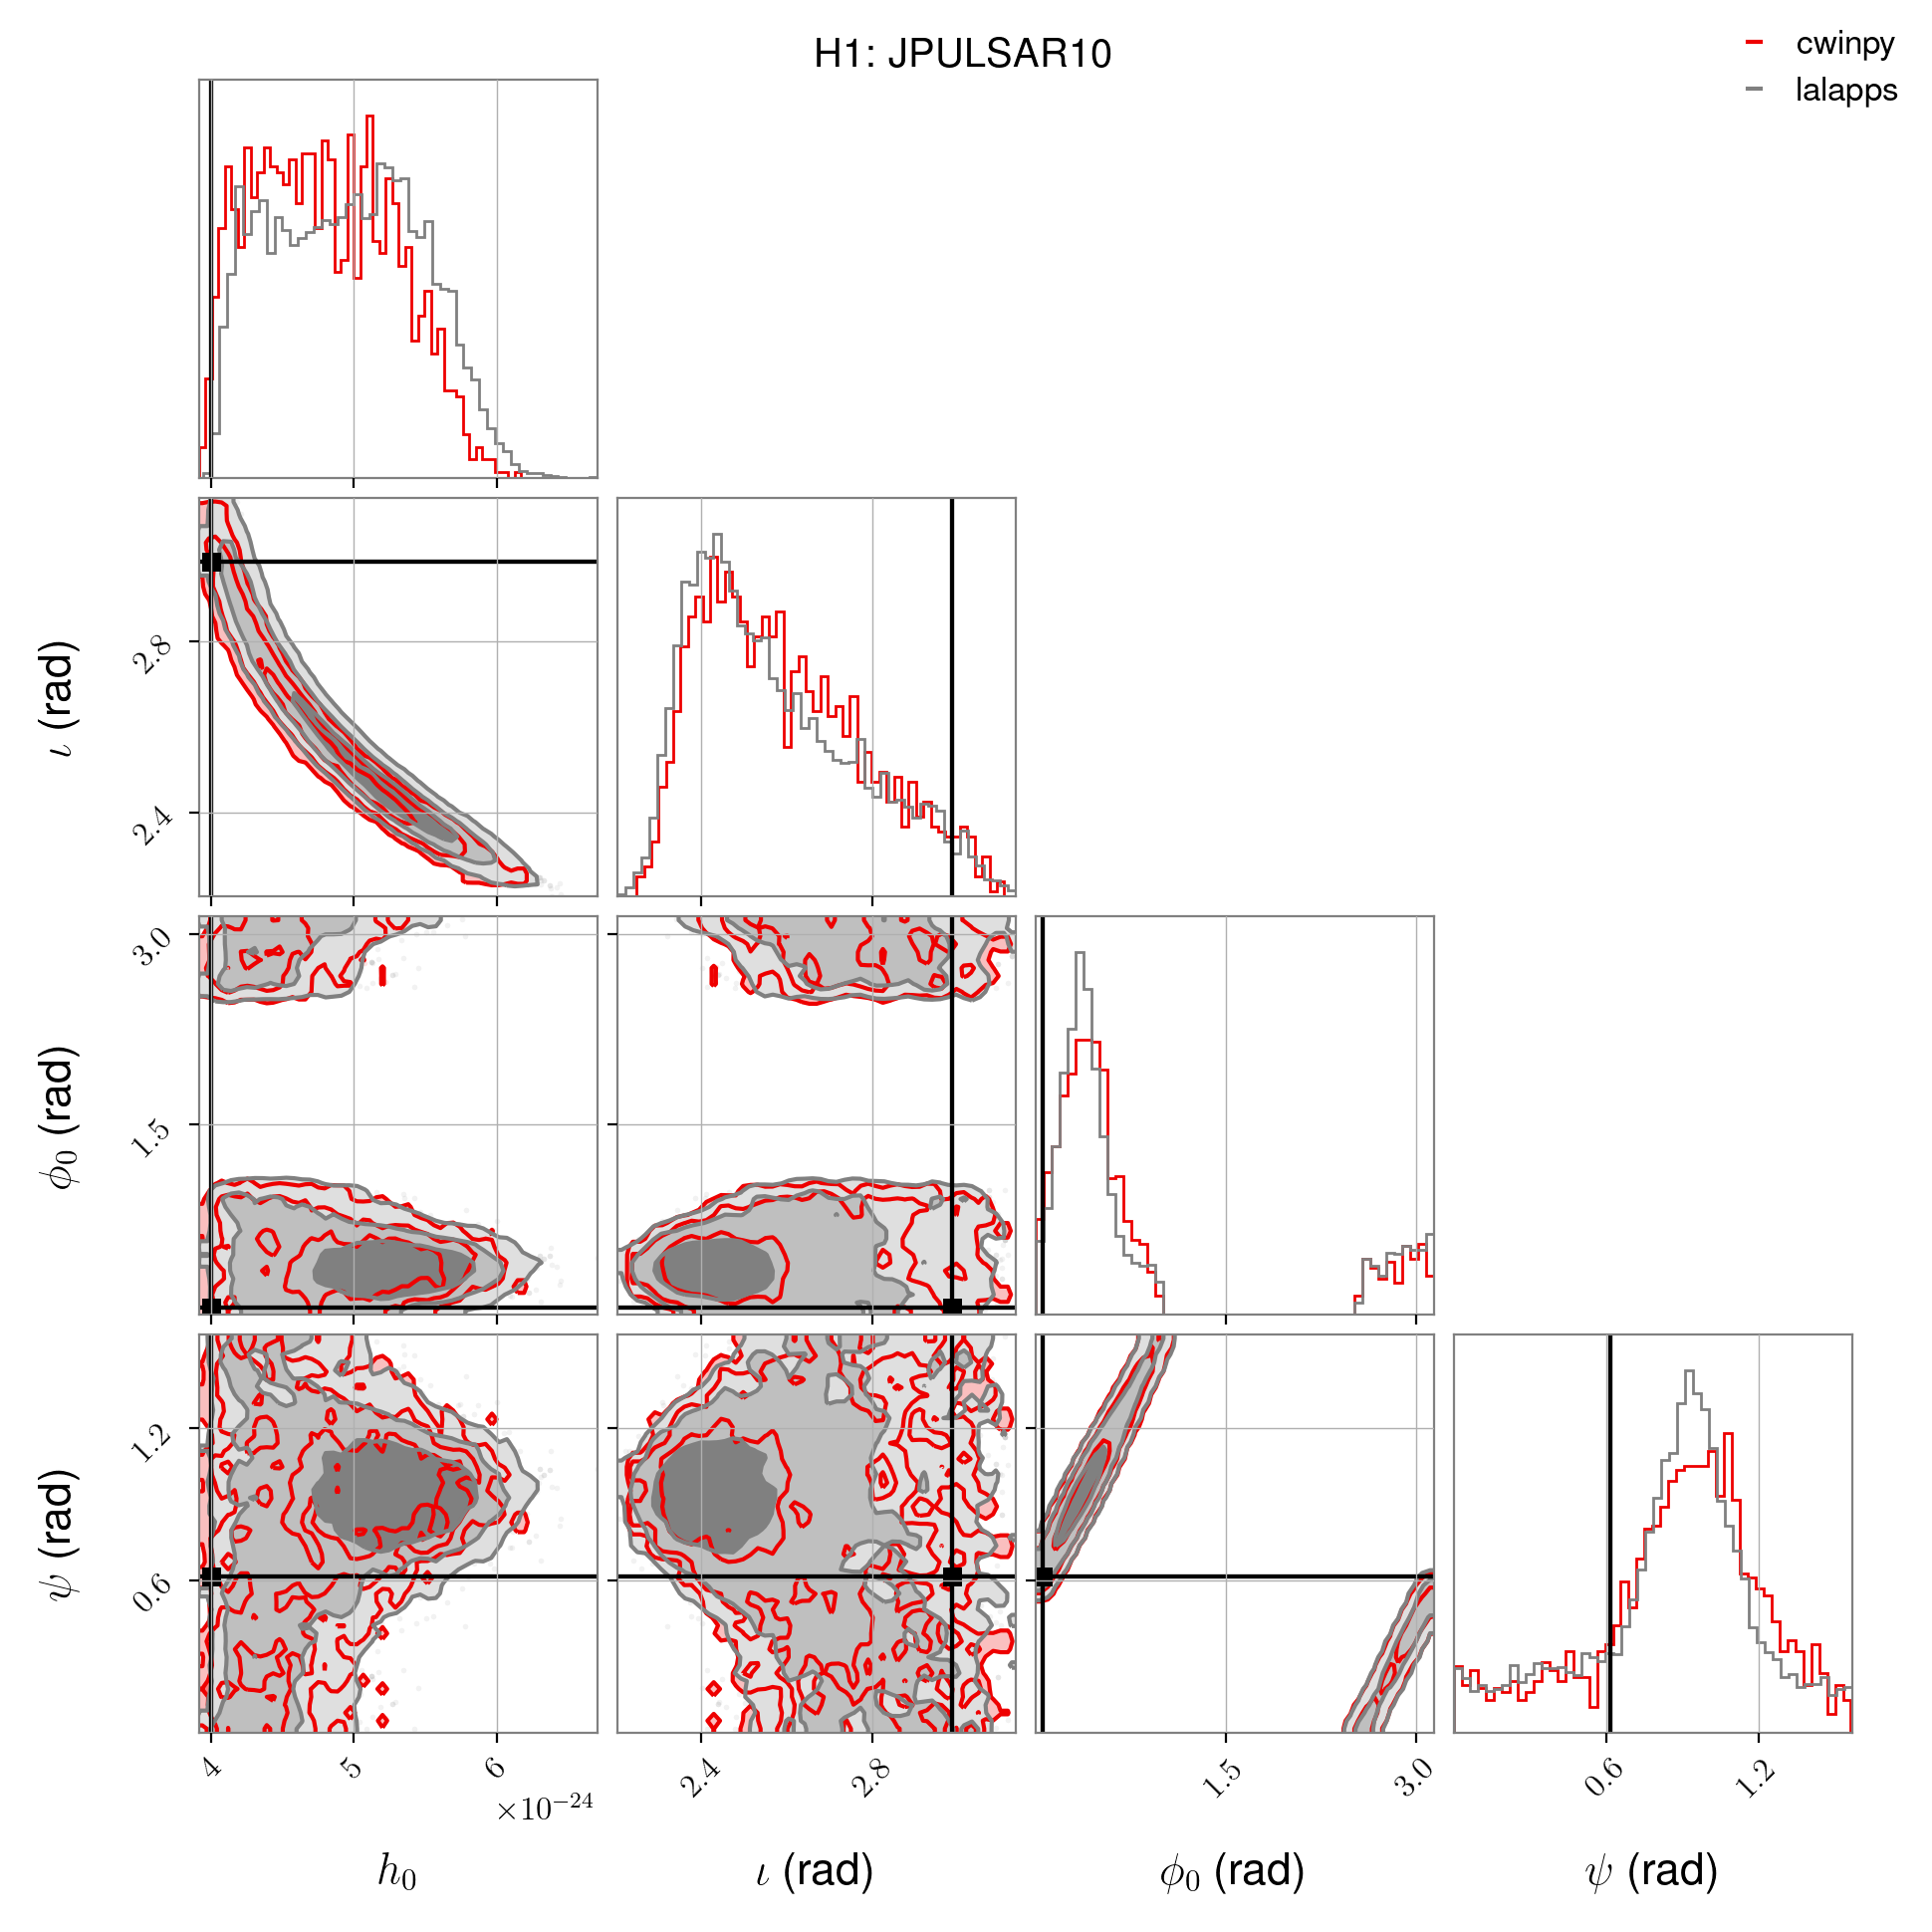 H1: JPULSAR10
cwinpy
lalapps
ι (rad)
2.8
2.4
ϕ₀ (rad)
3.0
1.5
ψ (rad)
1.2
0.6
4 5 6
×10⁻²⁴
2.4 2.8
1.5 3.0
0.6 1.2
h₀
ι (rad)
ϕ₀ (rad)
ψ (rad)